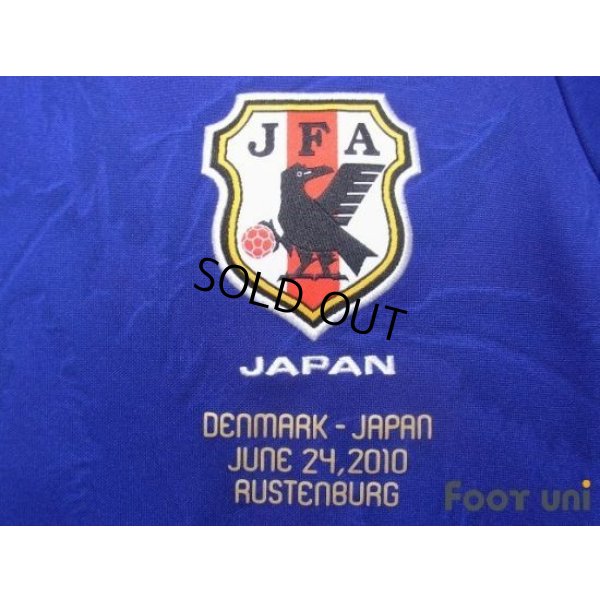 JFA
SOLD OUT
JAPAN
DENMARK - JAPAN
JUNE 24, 2010
RUSTENBURG
Foot uni